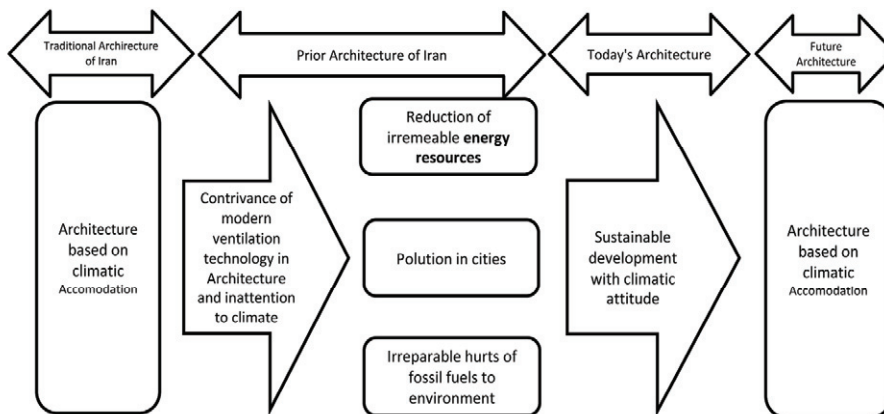 Traditional Archirecture
of Iran
Prior Architecture of Iran
Today's Architecture
Future
Architecture
Architecture
based on
climatic
Accomodation
Contrivance of
modern
ventilation
technology in
Architecture
and inattention
to climate
Reduction of
irremeable energy
resources
Polution in cities
Irreparable hurts of
fossil fuels to
environment
Sustainable
development
with climatic
attitude
Architecture
based on
climatic
Accomodation